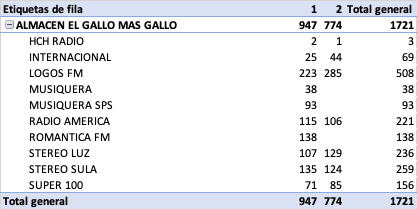 Etiquetas de fila 1 2 Total general
ALMACEN EL GALLO MAS GALLO 947 774 1721
HCH RADIO 2 1 3
INTERNACIONAL 25 44 69
LOGOS FM 223 285 508
MUSIQUERA 38 38
MUSIQUERA SPS 93 93
RADIO AMERICA 115 106 221
ROMANTICA FM 138 138
STEREO LUZ 107 129 236
STEREO SULA 135 124 259
SUPER 100 71 85 156
Total general 947 774 1721